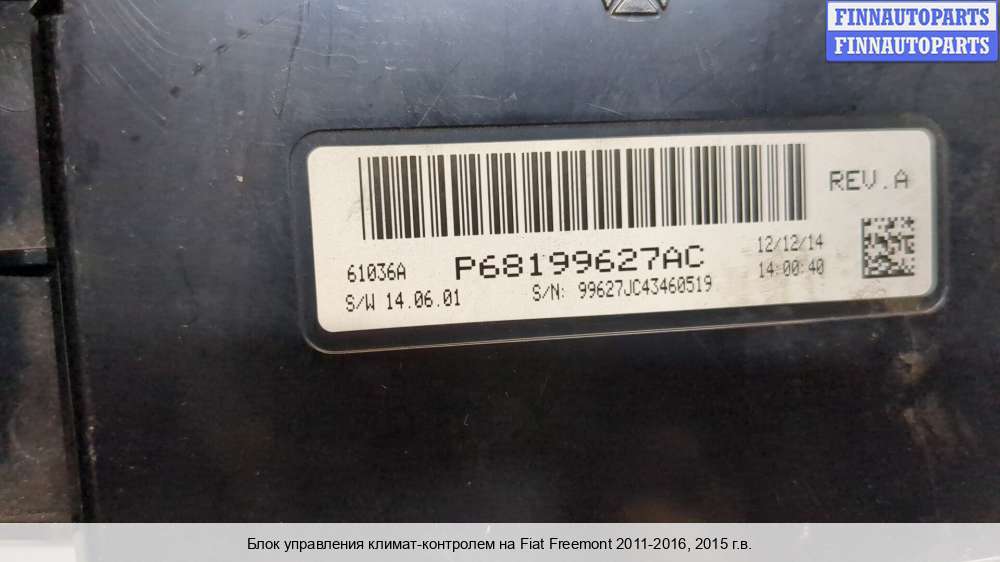 FINNAUTOPARTS
FINNAUTOPARTS
REV.A
61036A P68199627AC 12/12/14
S/W 14.06.01 S/N: 99627JC43460519 14:00:40
Блок управления климат-контролем на Fiat Freemont 2011-2016, 2015 г.в.